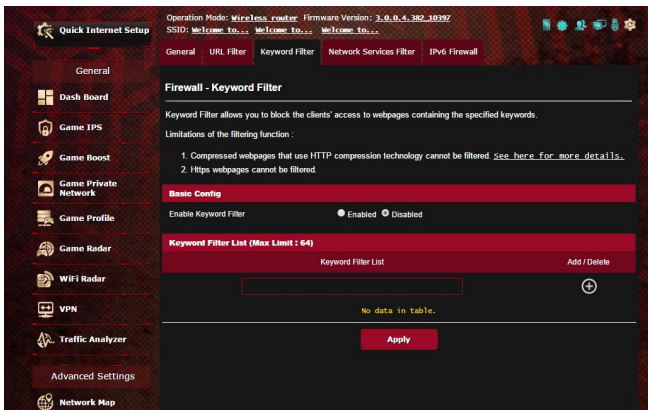 Quick Internet Setup
Operation Mode: Wireless router Firmware Version: 3.0.0.4.382_10397
SSID: Welcome to... Welcome to... Welcome to...
General URL Filter Keyword Filter Network Services Filter IPv6 Firewall
General
Dash Board
Game IPS
Game Boost
Game Private
Network
Game Profile
Game Radar
WiFi Radar
VPN
Traffic Analyzer
Advanced Settings
Network Map
Firewall - Keyword Filter
Keyword Filter allows you to block the clients' access to webpages containing the specified keywords.
Limitations of the filtering function :
1. Compressed webpages that use HTTP compression technology cannot be filtered. See here for more details.
2. Https webpages cannot be filtered.
Basic Config
Enable Keyword Filter Enabled Disabled
Keyword Filter List (Max Limit : 64)
Keyword Filter List Add / Delete
No data in table.
Apply